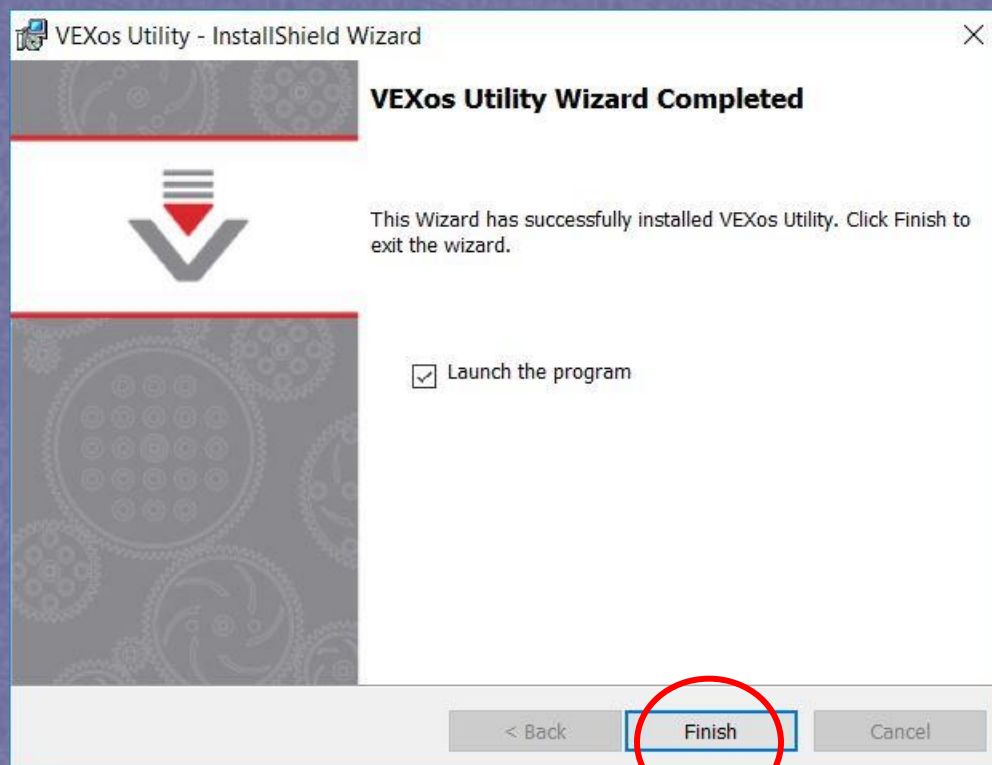 VEXos Utility - InstallShield Wizard
VEXos Utility Wizard Completed
This Wizard has successfully installed VEXos Utility. Click Finish to
exit the wizard.
Launch the program
< Back
Finish
Cancel